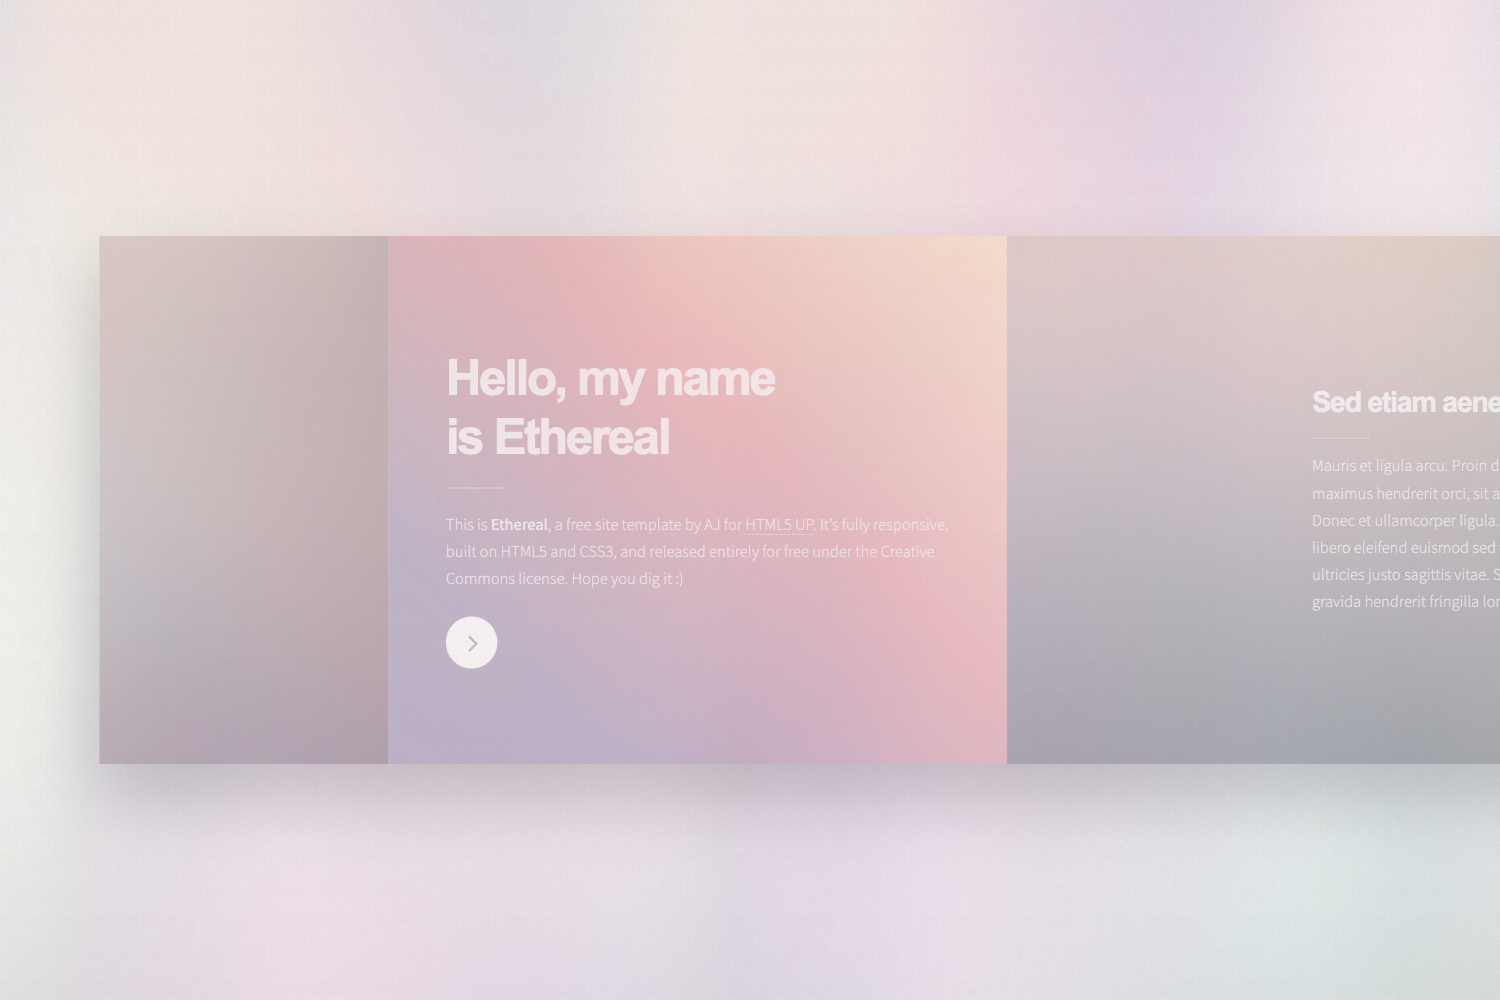 Hello, my name
is Ethereal
This is Ethereal, a free site template by AJ for HTML5 UP. It's fully responsive,
built on HTML5 and CSS3, and released entirely for free under the Creative
Commons license. Hope you dig it :)
Sed etiam aene
Mauris et ligula arcu. Proin d
maximus hendrerit orci, sit a
Donec et ullamcorper ligula.
libero eleifend euismod sed
ultricies justo sagittis vitae. S
gravida hendrerit fringilla lor